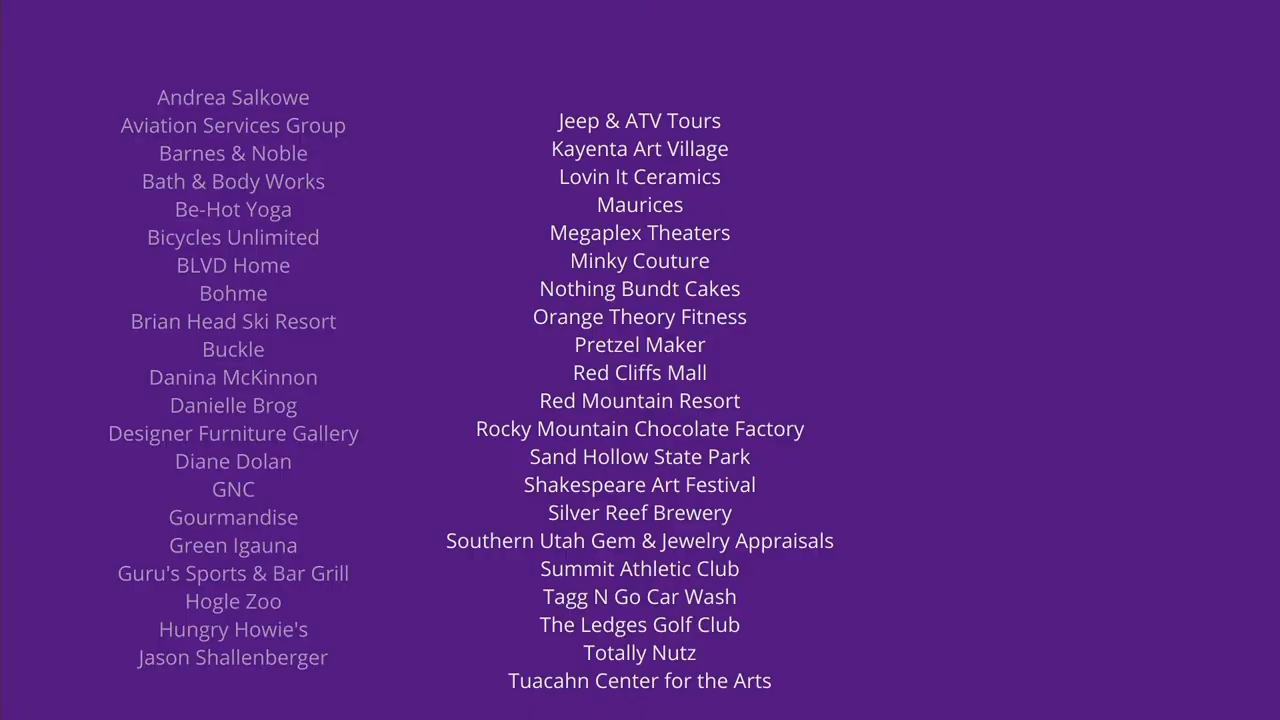 Andrea Salkowe
Aviation Services Group
Barnes & Noble
Bath & Body Works
Be-Hot Yoga
Bicycles Unlimited
BLVD Home
Bohme
Brian Head Ski Resort
Buckle
Danina McKinnon
Danielle Brog
Designer Furniture Gallery
Diane Dolan
GNC
Gourmandise
Green Igauna
Guru's Sports & Bar Grill
Hogle Zoo
Hungry Howie's
Jason Shallenberger
Jeep & ATV Tours
Kayenta Art Village
Lovin It Ceramics
Maurices
Megaplex Theaters
Minky Couture
Nothing Bundt Cakes
Orange Theory Fitness
Pretzel Maker
Red Cliffs Mall
Red Mountain Resort
Rocky Mountain Chocolate Factory
Sand Hollow State Park
Shakespeare Art Festival
Silver Reef Brewery
Southern Utah Gem & Jewelry Appraisals
Summit Athletic Club
Tagg N Go Car Wash
The Ledges Golf Club
Totally Nutz
Tuacahn Center for the Arts